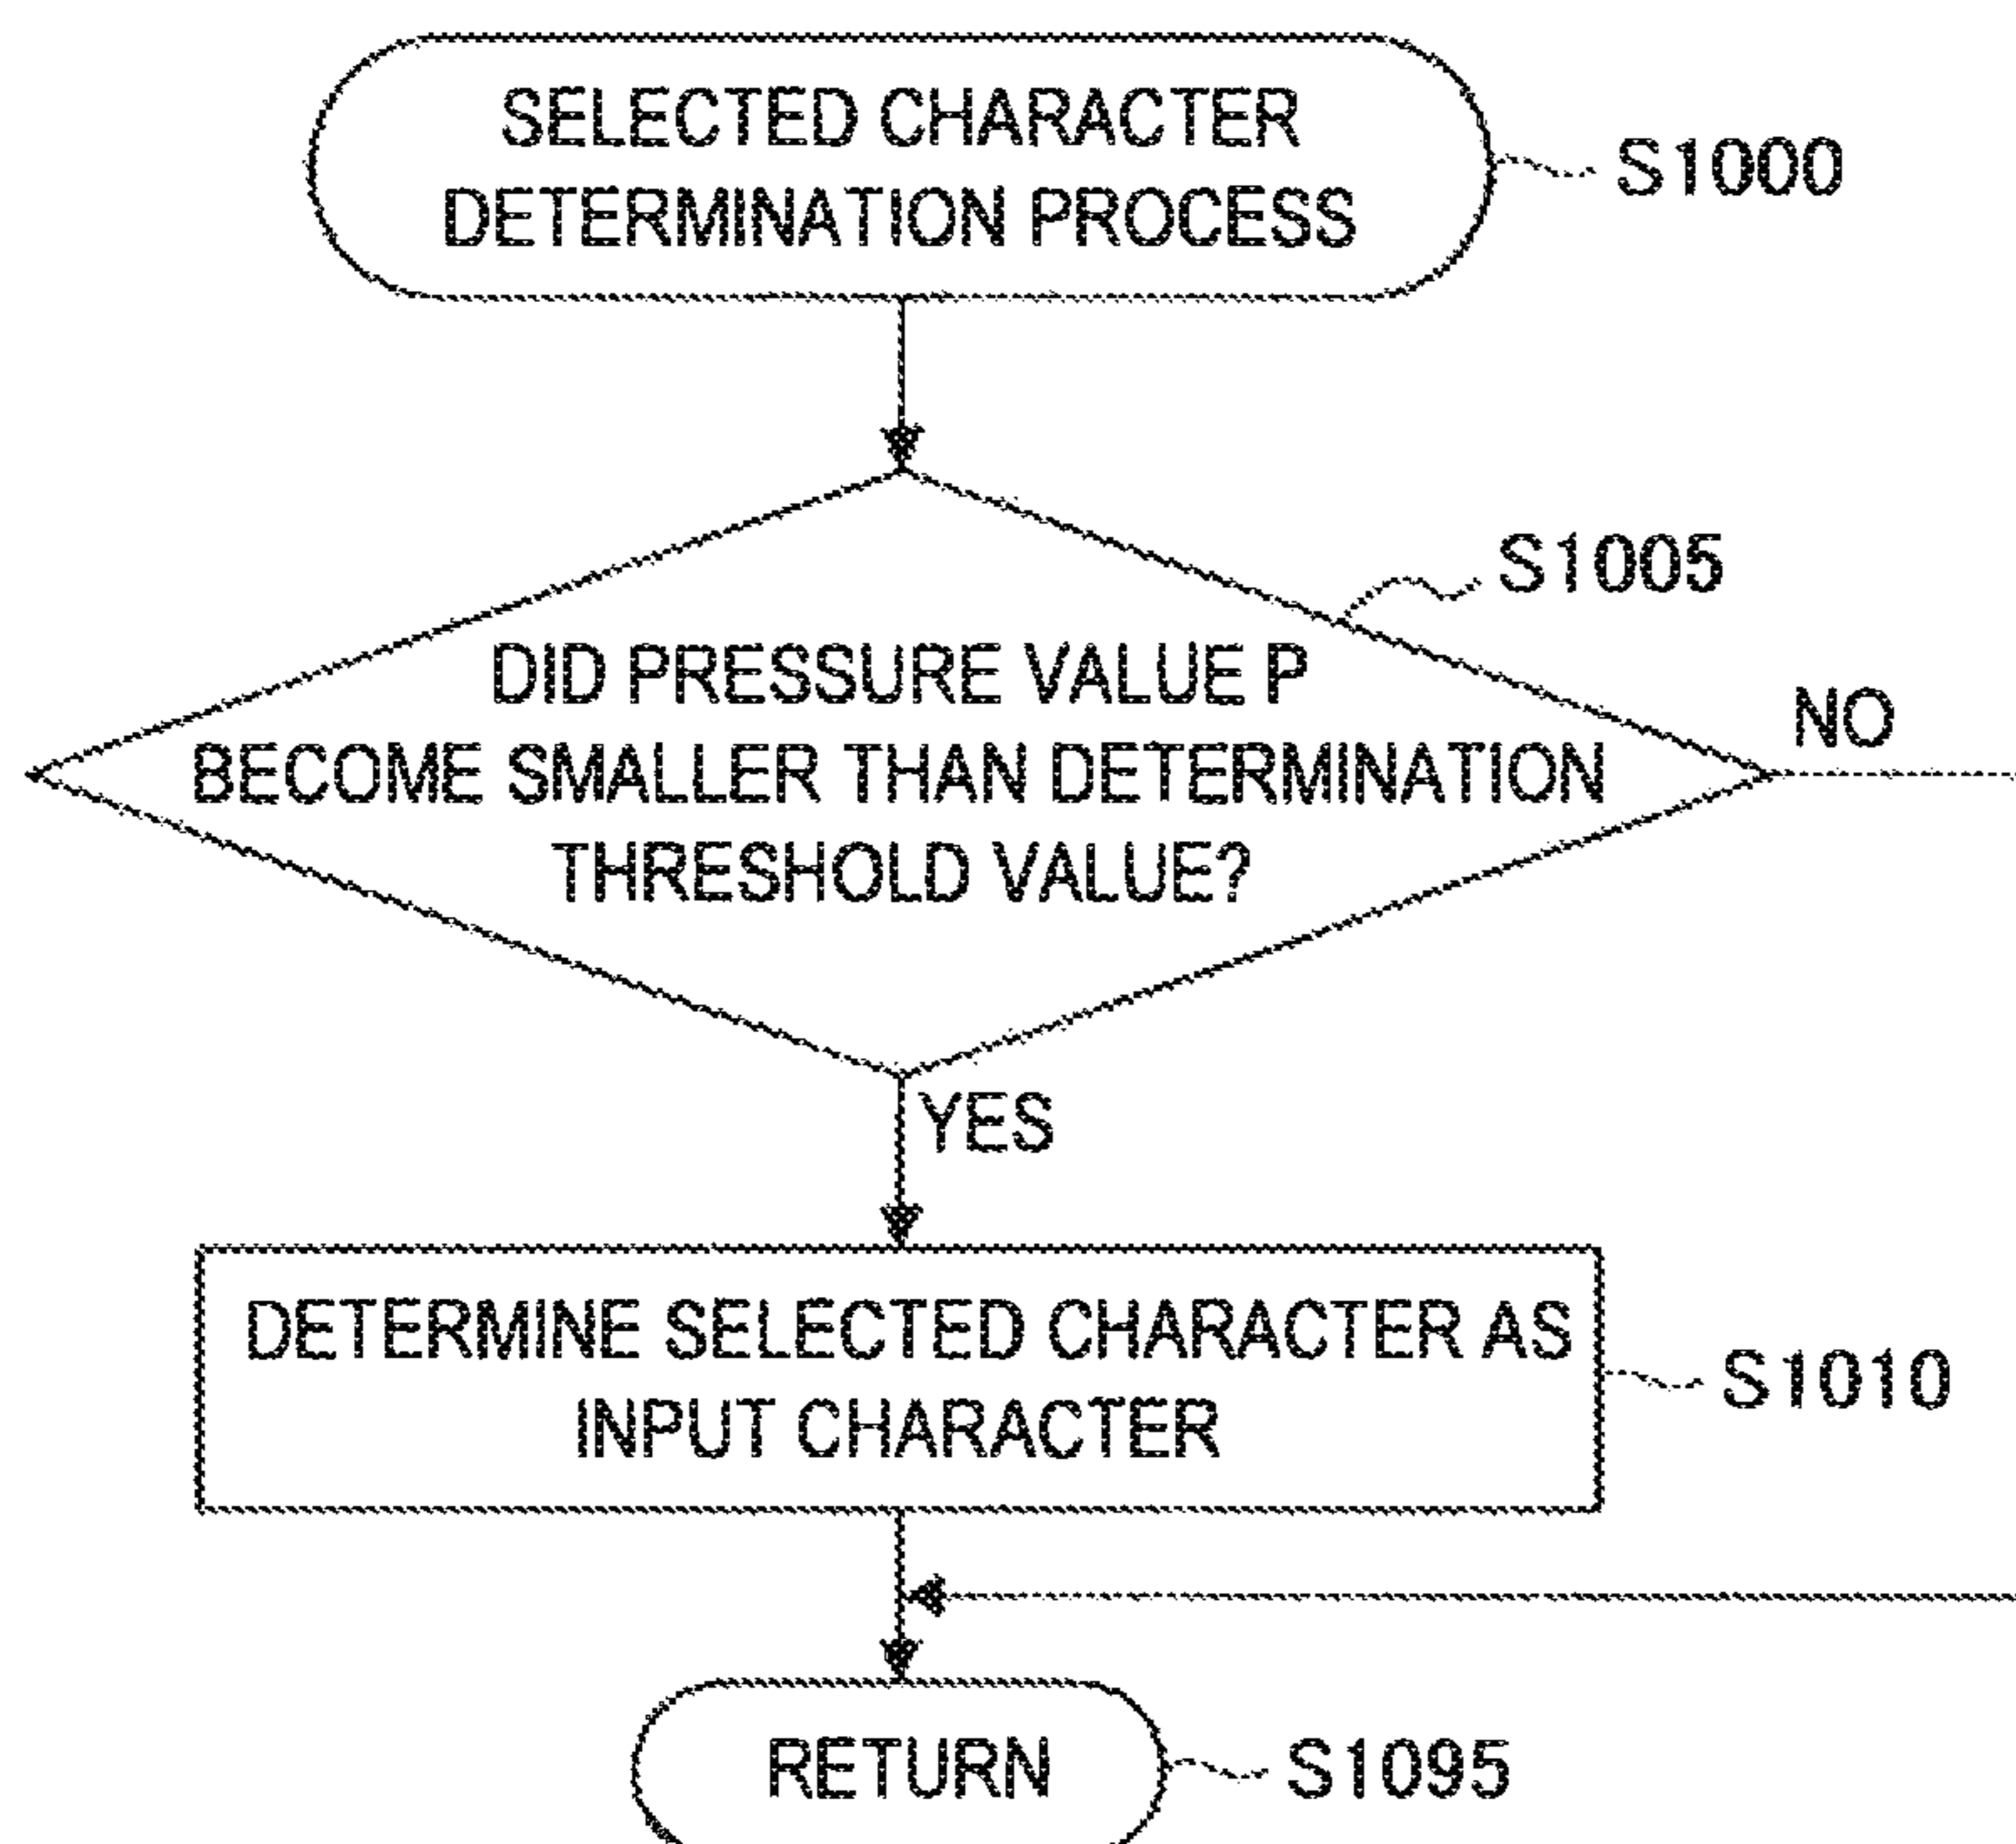 SELECTED CHARACTER
DETERMINATION PROCESS
S1000
S1005
DID PRESSURE VALUE P
BECOME SMALLER THAN DETERMINATION
THRESHOLD VALUE?
NO
YES
DETERMINE SELECTED CHARACTER AS
INPUT CHARACTER
S1010
RETURN
S1095